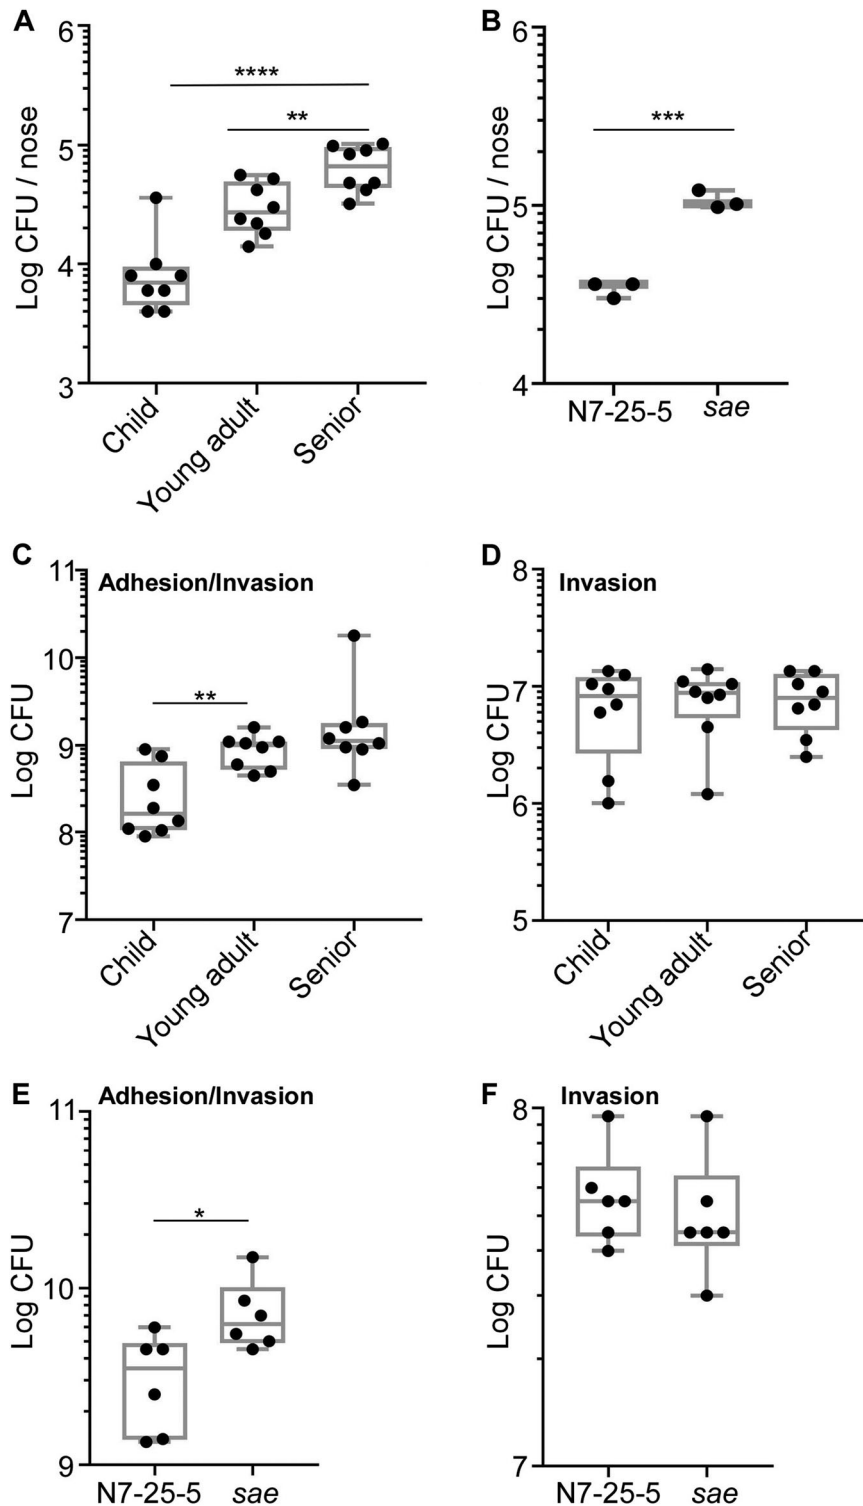 A
Log CFU / nose
6
5
4
3
****
**
Child
Young adult
Senior
B
Log CFU / nose
6
5
4
***
N7-25-5
sae
C
Adhesion/Invasion
Log CFU
11
10
9
8
7
**
Child
Young adult
Senior
D
Invasion
Log CFU
8
7
6
5
Child
Young adult
Senior
E
Adhesion/Invasion
Log CFU
11
10
9
*
N7-25-5
sae
F
Invasion
Log CFU
8
7
N7-25-5
sae